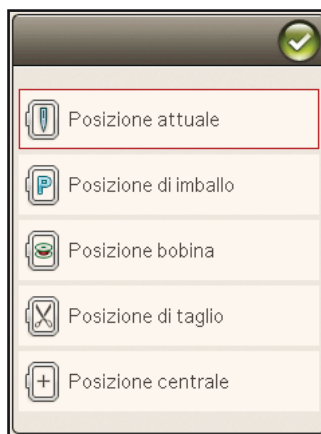 Posizione attuale
P Posizione di imballo
Posizione bobina
Posizione di taglio
Posizione centrale